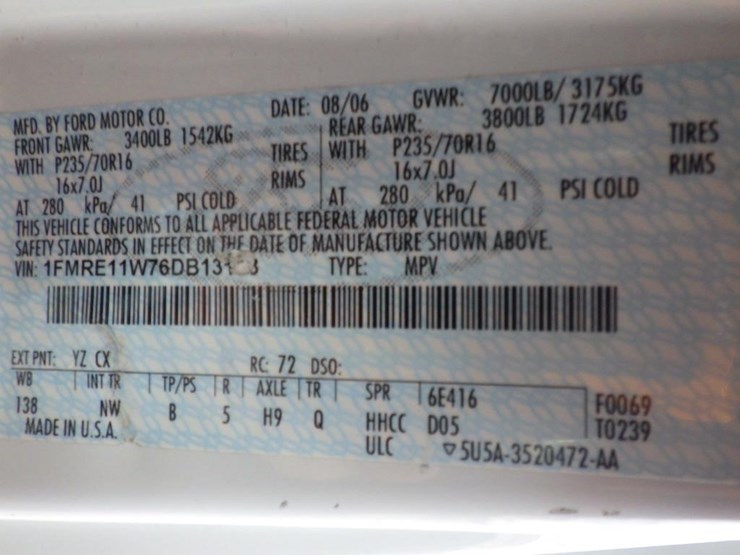 MFD. BY FORD MOTOR CO. DATE: 08/06 GVWR: 7000LB/ 3175KG
FRONT GAWR: 3400LB 1542KG REAR GAWR: 3800LB 1724KG
WITH P235/70R16 TIRES WITH P235/70R16 TIRES
16x7.0J RIMS 16x7.0J RIMS
AT 280 kPa/ 41 PSI COLD AT 280 kPa/ 41 PSI COLD
THIS VEHICLE CONFORMS TO ALL APPLICABLE FEDERAL MOTOR VEHICLE
SAFETY STANDARDS IN EFFECT ON THE DATE OF MANUFACTURE SHOWN ABOVE.
VIN: TYPE: MPV
EXT PNT: YZ CX RC: 72 DSO:
WB INT TR TP/PS R AXLE TR SPR 6E416 F0069
138 NW B 5 H9 Q HHCC D05 T0239
MADE IN U.S.A. ULC ▽5U5A-3520472-AA